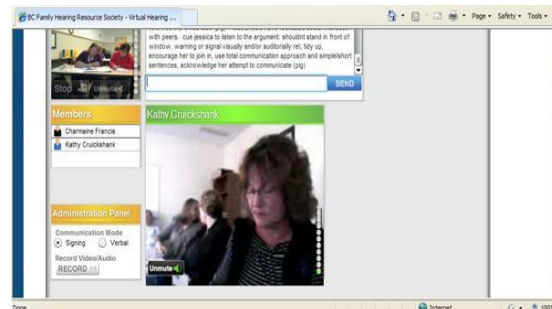 BC Family Hearing Resource Society - Virtual Hearing ...
Page Safety Tools
with peers. cue jessica to listen to the argument. shouldnt stand in front of
window, warning or signal visually and/or auditorially rel, tidy up,
encourage her to join in, use total communication approach and simple/short
sentences, acknowledge her attempt to communicate (pig)
Stop Unmute
SEND
Members
Kathy Cruickshank
Charmaine Francis
Kathy Cruickshank
Administration Panel
Communication Mode
Signing Verbal
Record Video/Audio
RECORD
Unmute
Done
Internet